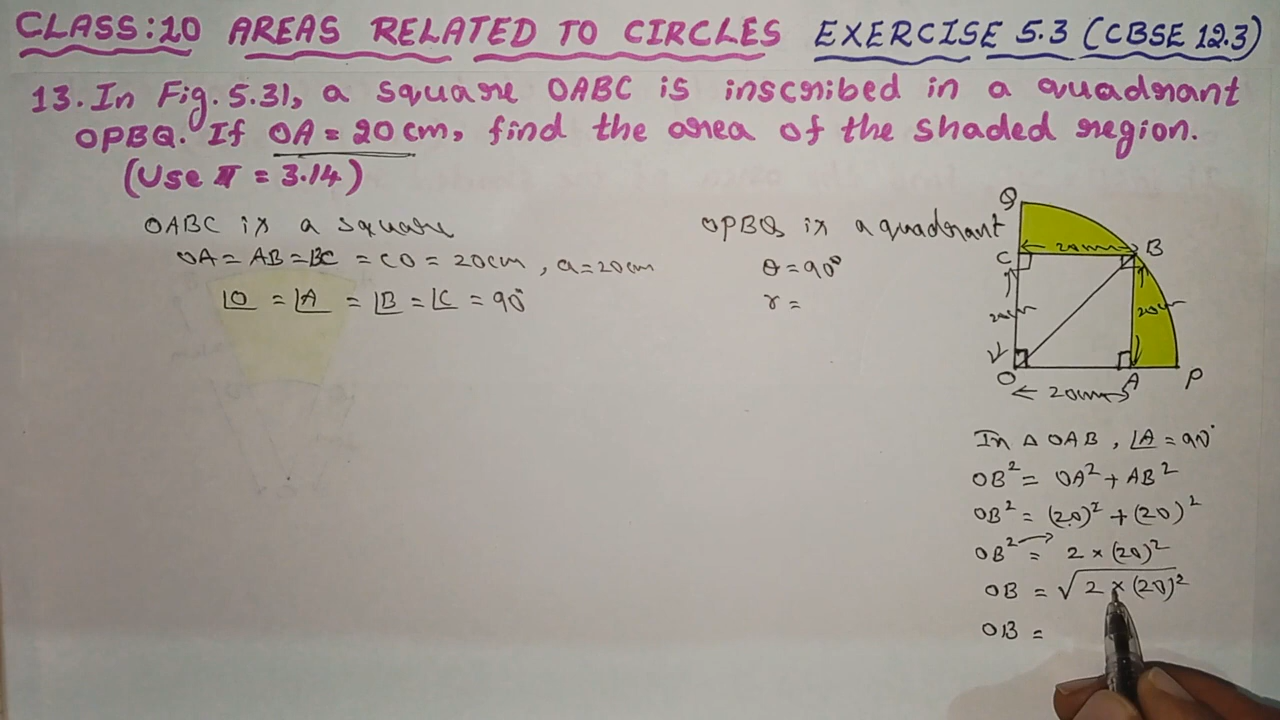 CLASS:10 AREAS RELATED TO CIRCLES EXERCISE 5.3 (CBSE 12.3)
13. In Fig. 5.31, a square OABC is inscribed in a quadrant
OPBQ. If OA = 20 cm, find the area of the shaded region.
(Use π = 3.14)
OABC is a square
OA = AB = BC = CO = 20cm, a = 20cm
∠O = ∠A = ∠B = ∠C = 90°
OPBQ is a quadrant
θ = 90°
r =
Q
20cm B
C
20cm 20cm
O A P
20cm
In Δ OAB, ∠A = 90°
OB² = OA² + AB²
OB² = (20)² + (20)²
OB² = 2 × (20)²
OB = √2 × (20)²
OB =